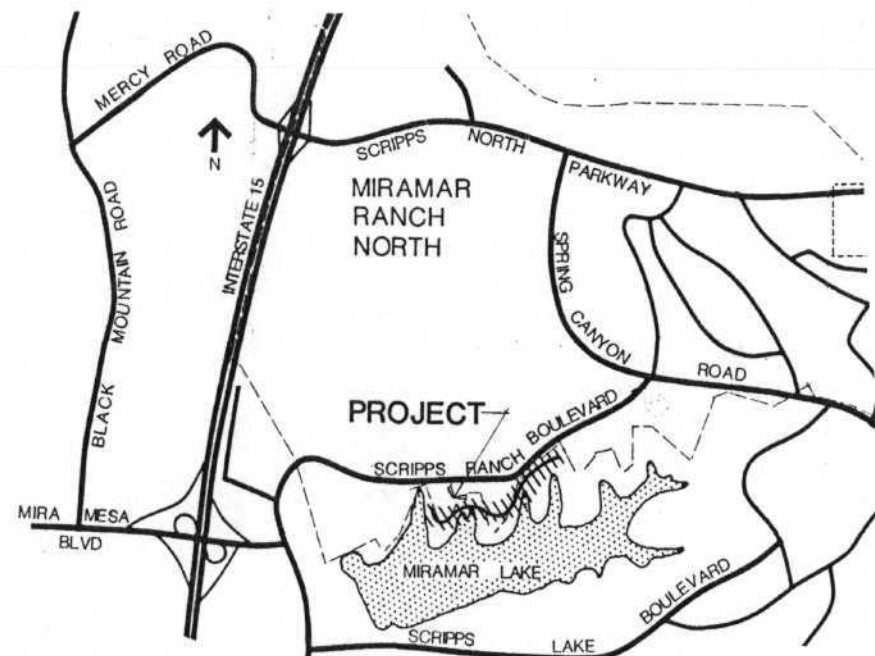 MERCY ROAD
N
SCRIPPS NORTH PARKWAY
MIRAMAR
RANCH
NORTH
INTERSTATE 15
BLACK MOUNTAIN ROAD
SPRING CANYON ROAD
PROJECT
SCRIPPS RANCH BOULEVARD
MIRA MESA
BLVD
MIRAMAR LAKE
SCRIPPS LAKE BOULEVARD